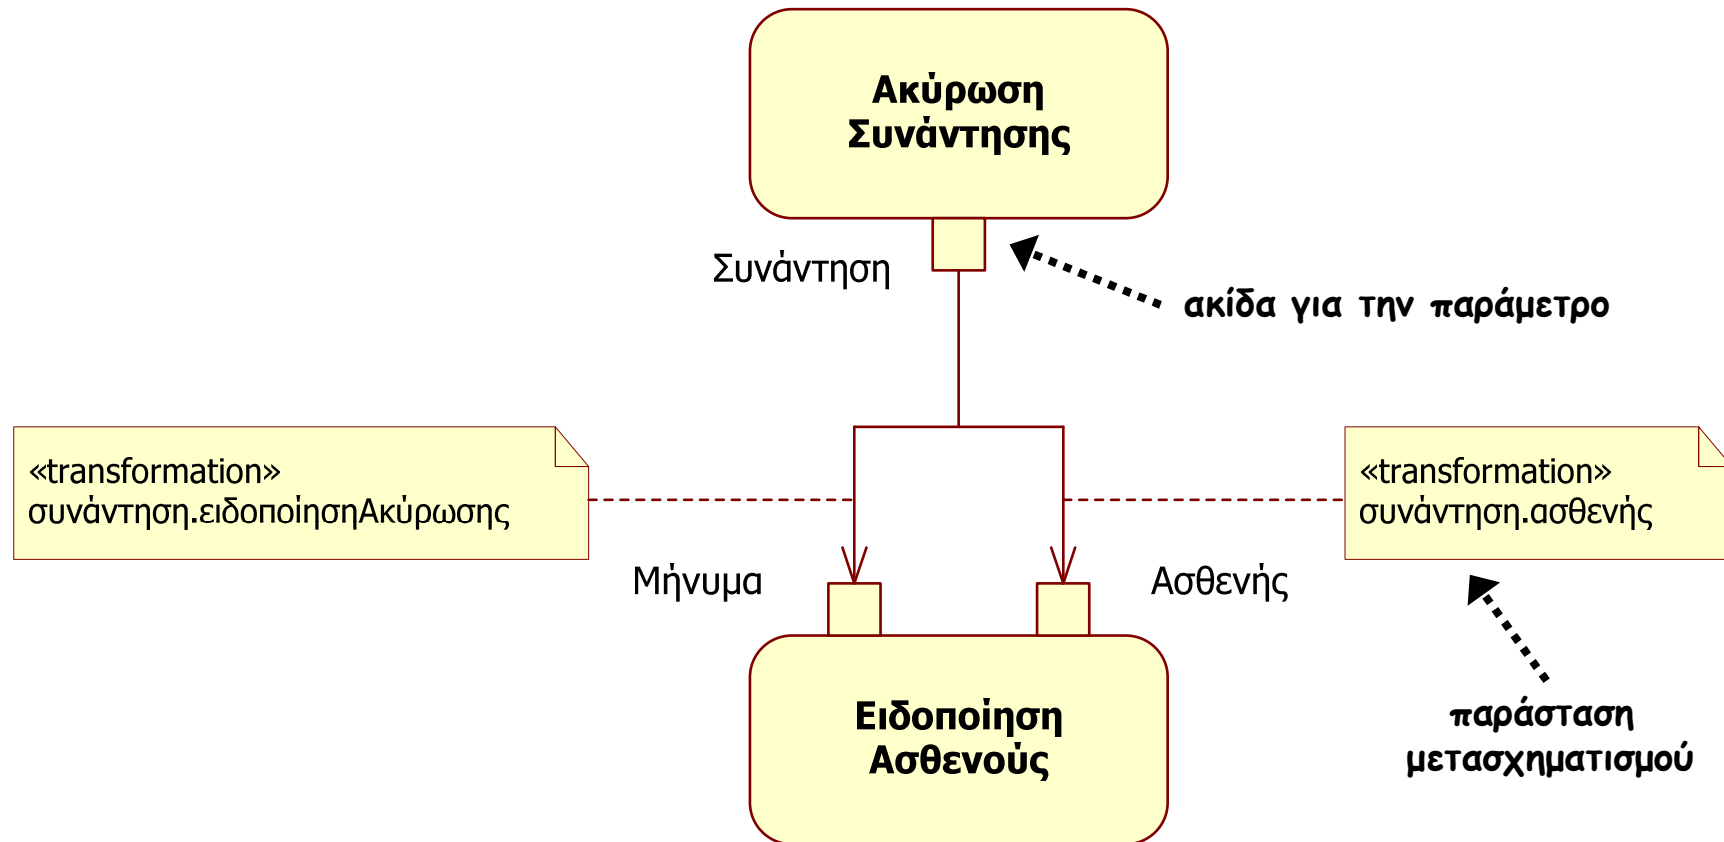 Ακύρωση
Συνάντησης
Συνάντηση
ακίδα για την παράμετρο
«transformation»
συνάντηση.ειδοποίησηΑκύρωσης
«transformation»
συνάντηση.ασθενής
Μήνυμα
Ασθενής
Ειδοποίηση
Ασθενούς
παράσταση
μετασχηματισμού